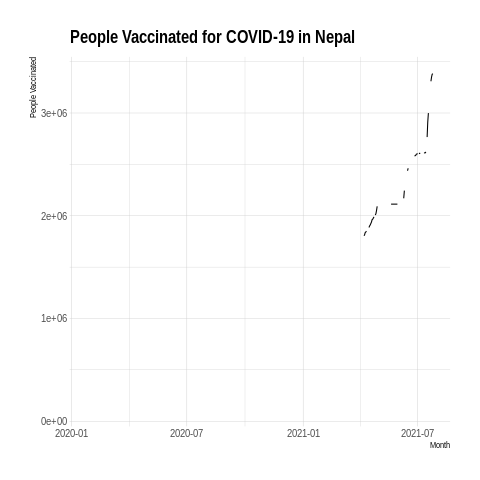 People Vaccinated for COVID-19 in Nepal
People Vaccinated
3e+06
2e+06
1e+06
0e+00
2020-01 2020-07 2021-01 2021-07
Month